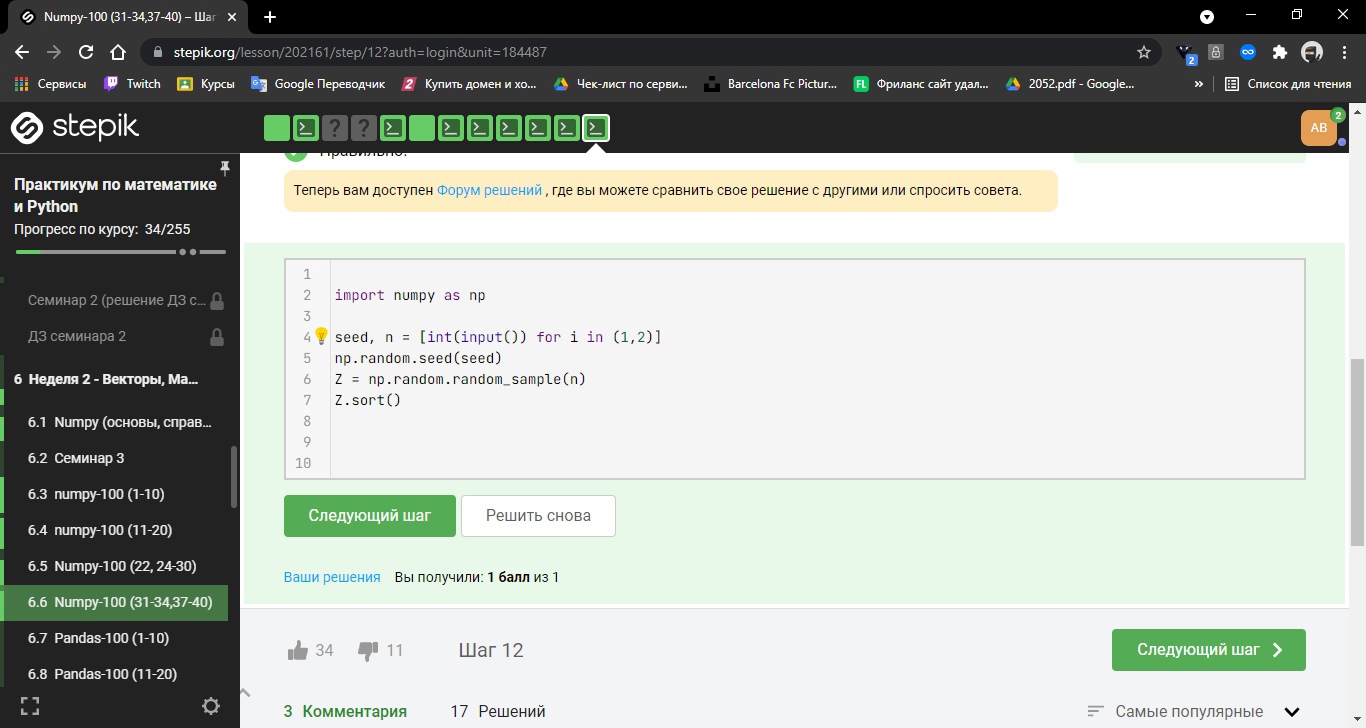 Numpy-100 (31-34,37-40) – Шаг
stepik.org/lesson/202161/step/12?auth=login&unit=184487
2
Сервисы Twitch Курсы Google Переводчик Купить домен и хо... Чек-лист по серви... Barcelona Fc Pictur... FL Фриланс сайт удал... 2052.pdf - Google... » Список для чтения
stepik
? ?
АВ 2
Практикум по математике
и Python
Прогресс по курсу: 34/255
Семинар 2 (решение ДЗ с...
ДЗ семинара 2
6 Неделя 2 - Векторы, Ма...
6.1 Numpy (основы, справ...
6.2 Семинар 3
6.3 numpy-100 (1-10)
6.4 numpy-100 (11-20)
6.5 Numpy-100 (22, 24-30)
6.6 Numpy-100 (31-34,37-40)
6.7 Pandas-100 (1-10)
6.8 Pandas-100 (11-20)
Правильно.
Теперь вам доступен Форум решений , где вы можете сравнить свое решение с другими или спросить совета.
1
2 import numpy as np
3
4 seed, n = [int(input()) for i in (1,2)]
5 np.random.seed(seed)
6 Z = np.random.random_sample(n)
7 Z.sort()
8
9
10
Следующий шаг Решить снова
Ваши решения Вы получили: 1 балл из 1
34 11 Шаг 12 Следующий шаг
3 Комментария 17 Решений Самые популярные